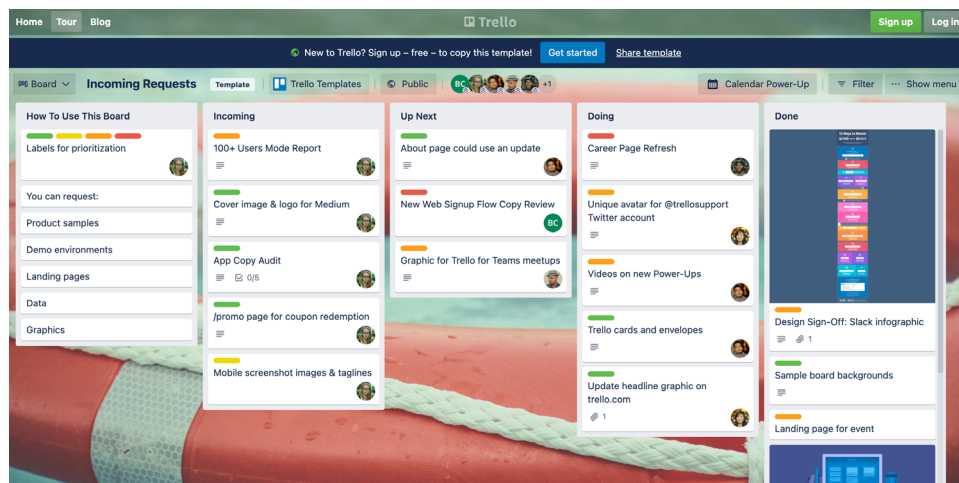 Home Tour Blog
Trello
Sign up Log in
New to Trello? Sign up – free – to copy this template! Get started Share template
Board Incoming Requests Template Trello Templates Public BC +1 Calendar Power-Up Filter ··· Show menu
How To Use This Board
Labels for prioritization
You can request:
Product samples
Demo environments
Landing pages
Data
Graphics
Incoming
100+ Users Mode Report
Cover image & logo for Medium
App Copy Audit
0/5
/promo page for coupon redemption
Mobile screenshot images & taglines
Up Next
About page could use an update
New Web Signup Flow Copy Review
BC
Graphic for Trello for Teams meetups
Doing
Career Page Refresh
Unique avatar for @trellosupport
Twitter account
Videos on new Power-Ups
Trello cards and envelopes
Update headline graphic on
trello.com
1
Done
Design Sign-Off: Slack infographic
1
Sample board backgrounds
Landing page for event